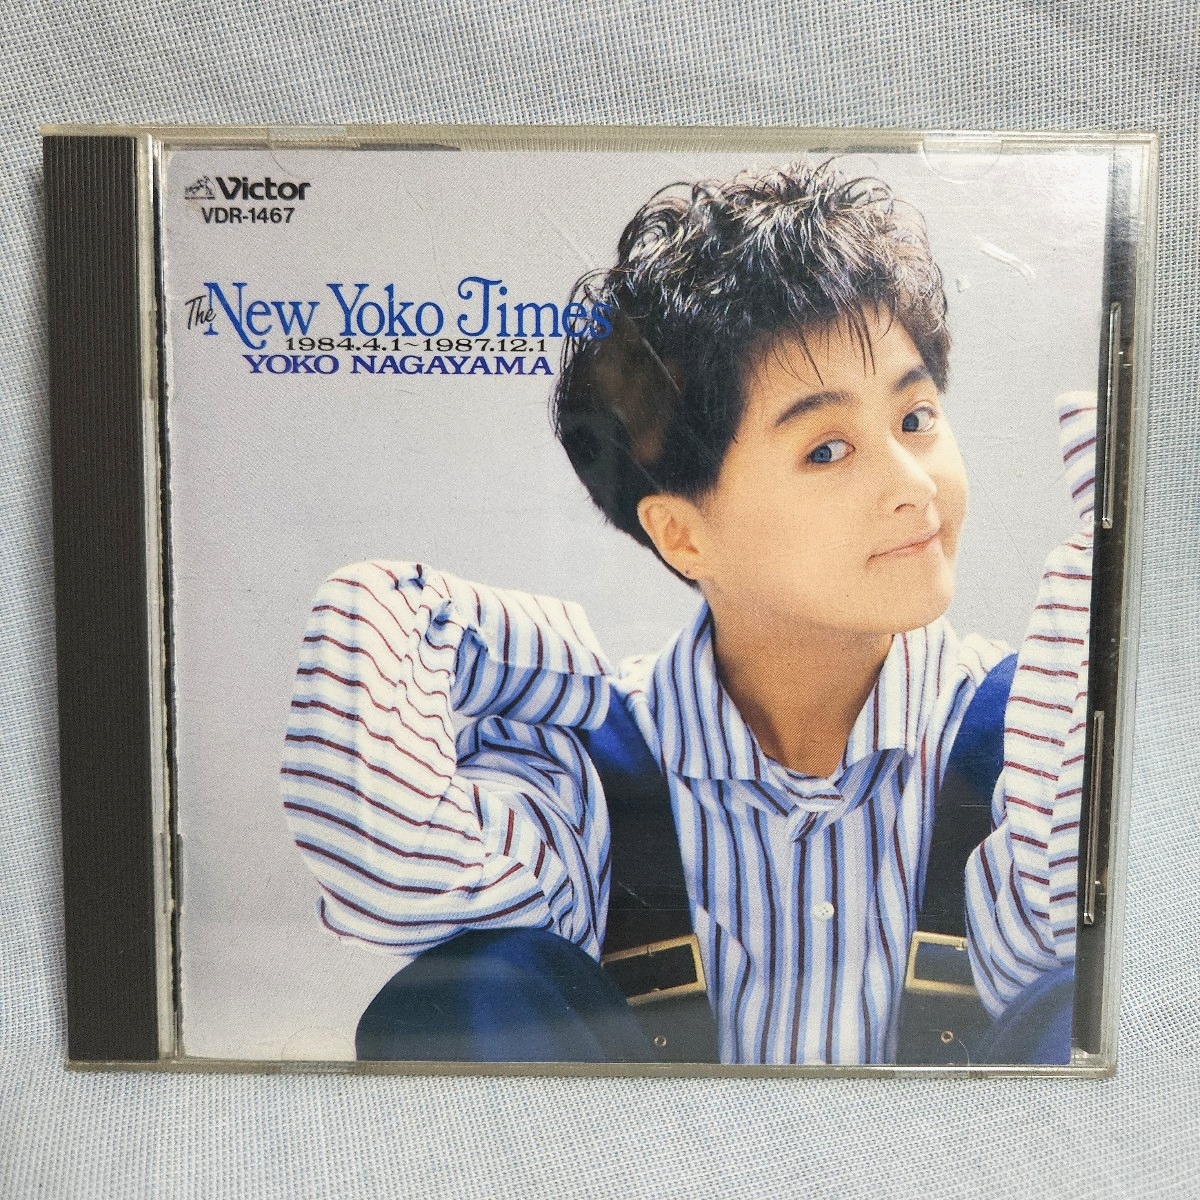 Victor
VDR-1467
The New Yoko Times
1984.4.1~1987.12.1
YOKO NAGAYAMA